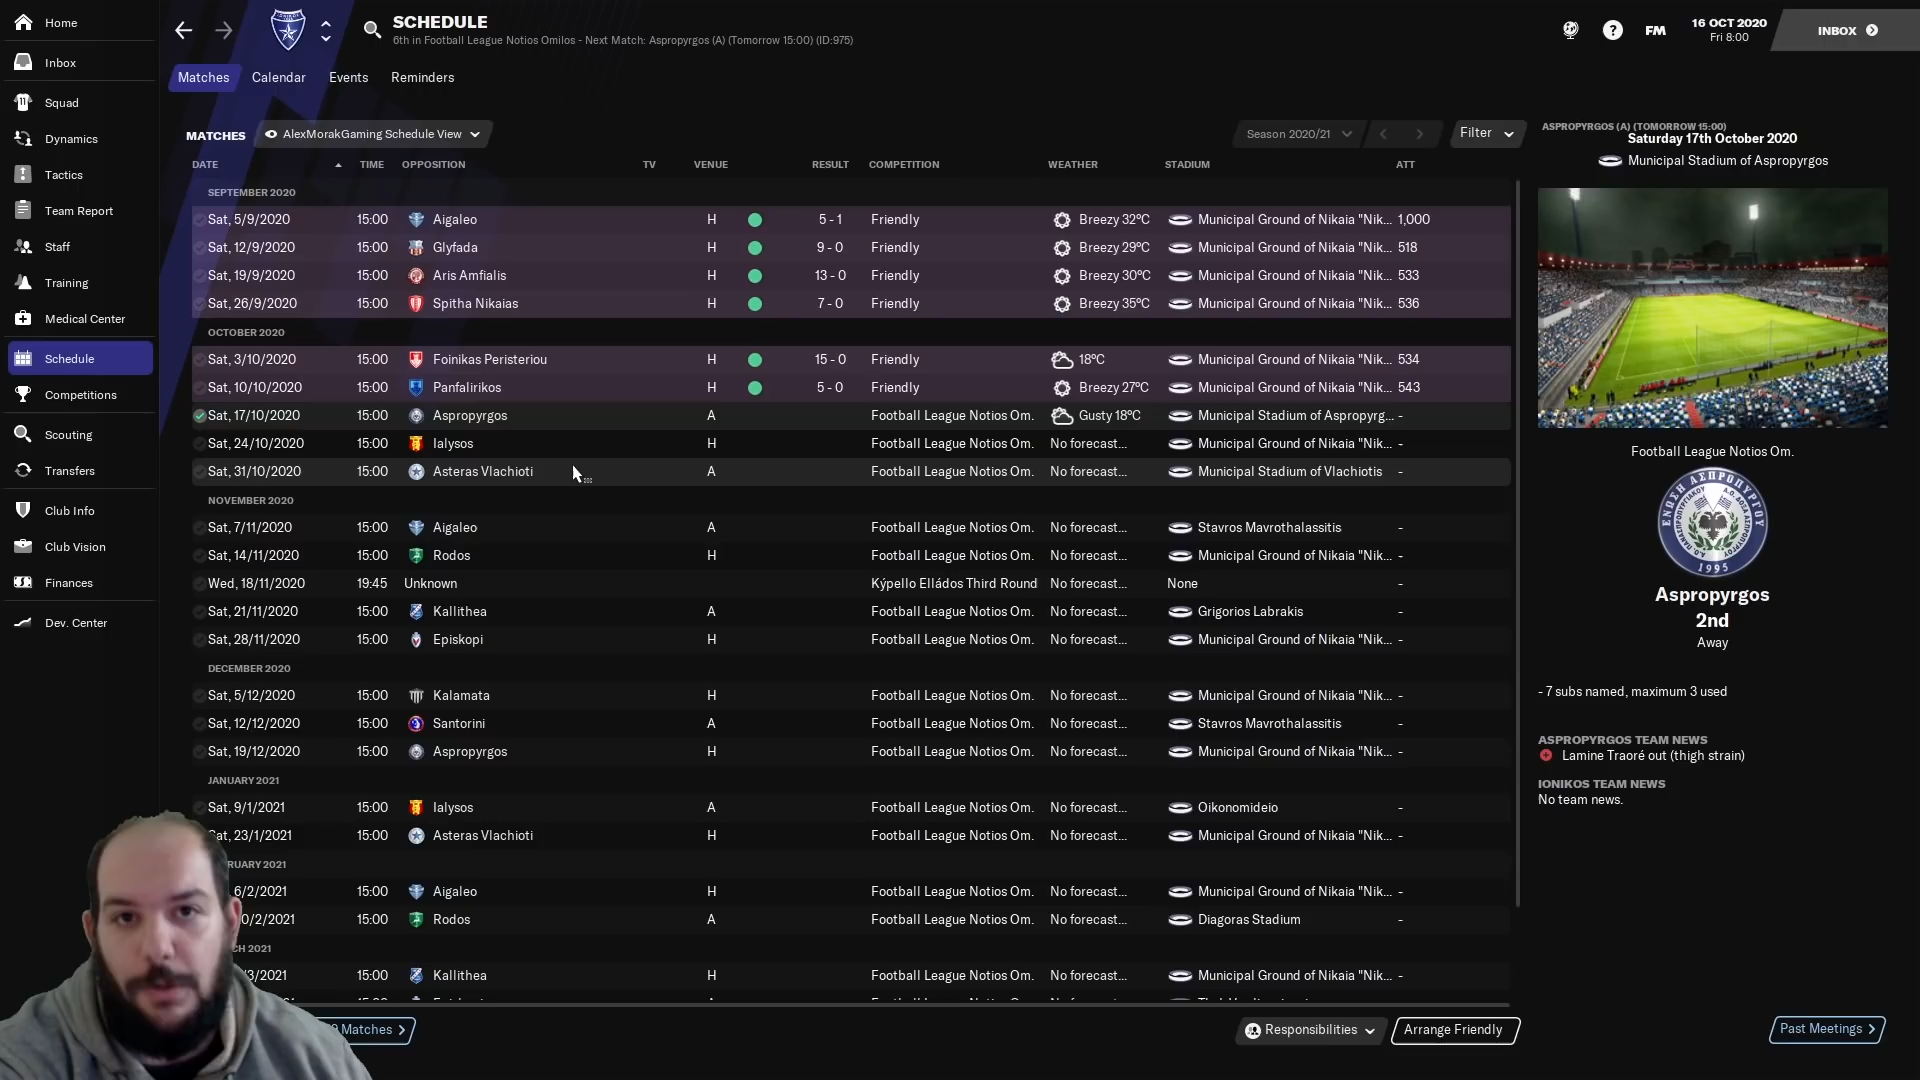 Home
Inbox
Squad
Dynamics
Tactics
Team Report
Staff
Training
Medical Center
Schedule
Competitions
Scouting
Transfers
Club Info
Club Vision
Finances
Dev. Center
SCHEDULE
6th in Football League Notios Omilos - Next Match: Aspropyrgos (A) (Tomorrow 15:00) (ID:975)
FM
16 OCT 2020
Fri 8:00
INBOX
Matches Calendar Events Reminders
MATCHES AlexMorakGaming Schedule View Season 2020/21 Filter
DATE TIME OPPOSITION TV VENUE RESULT COMPETITION WEATHER STADIUM ATT
SEPTEMBER 2020
Sat, 5/9/2020 15:00 Aigaleo H 5 - 1 Friendly Breezy 32ºC Municipal Ground of Nikaia "Nik... 1,000
Sat, 12/9/2020 15:00 Glyfada H 9 - 0 Friendly Breezy 29ºC Municipal Ground of Nikaia "Nik... 518
Sat, 19/9/2020 15:00 Aris Amfialis H 13 - 0 Friendly Breezy 30ºC Municipal Ground of Nikaia "Nik... 533
Sat, 26/9/2020 15:00 Spitha Nikaias H 7 - 0 Friendly Breezy 35ºC Municipal Ground of Nikaia "Nik... 536
OCTOBER 2020
Sat, 3/10/2020 15:00 Foinikas Peristeriou H 15 - 0 Friendly 18ºC Municipal Ground of Nikaia "Nik... 534
Sat, 10/10/2020 15:00 Panfalirikos H 5 - 0 Friendly Breezy 27ºC Municipal Ground of Nikaia "Nik... 543
Sat, 17/10/2020 15:00 Aspropyrgos A Football League Notios Om. Gusty 18ºC Municipal Stadium of Aspropyrg... -
Sat, 24/10/2020 15:00 Ialysos H Football League Notios Om. No forecast... Municipal Ground of Nikaia "Nik... -
Sat, 31/10/2020 15:00 Asteras Vlachioti A Football League Notios Om. No forecast... Municipal Stadium of Vlachiotis -
NOVEMBER 2020
Sat, 7/11/2020 15:00 Aigaleo A Football League Notios Om. No forecast... Stavros Mavrothalassitis -
Sat, 14/11/2020 15:00 Rodos H Football League Notios Om. No forecast... Municipal Ground of Nikaia "Nik... -
Wed, 18/11/2020 19:45 Unknown Kýpello Elládos Third Round No forecast... None -
Sat, 21/11/2020 15:00 Kallithea A Football League Notios Om. No forecast... Grigorios Labrakis -
Sat, 28/11/2020 15:00 Episkopi H Football League Notios Om. No forecast... Municipal Ground of Nikaia "Nik... -
DECEMBER 2020
Sat, 5/12/2020 15:00 Kalamata H Football League Notios Om. No forecast... Municipal Ground of Nikaia "Nik... -
Sat, 12/12/2020 15:00 Santorini A Football League Notios Om. No forecast... Stavros Mavrothalassitis -
Sat, 19/12/2020 15:00 Aspropyrgos H Football League Notios Om. No forecast... Municipal Ground of Nikaia "Nik... -
JANUARY 2021
Sat, 9/1/2021 15:00 Ialysos A Football League Notios Om. No forecast... Oikonomideio -
Sat, 23/1/2021 15:00 Asteras Vlachioti H Football League Notios Om. No forecast... Municipal Ground of Nikaia "Nik... -
RUARY 2021
6/2/2021 15:00 Aigaleo H Football League Notios Om. No forecast... Municipal Ground of Nikaia "Nik... -
0/2/2021 15:00 Rodos A Football League Notios Om. No forecast... Diagoras Stadium -
CH 2021
/3/2021 15:00 Kallithea H Football League Notios Om. No forecast... Municipal Ground of Nikaia "Nik... -
Matches
Responsibilities Arrange Friendly Past Meetings
ASPROPYRGOS (A) (TOMORROW 15:00)
Saturday 17th October 2020
Municipal Stadium of Aspropyrgos
Football League Notios Om.
1995
Aspropyrgos
2nd
Away
- 7 subs named, maximum 3 used
ASPROPYRGOS TEAM NEWS
Lamine Traoré out (thigh strain)
IONIKOS TEAM NEWS
No team news.